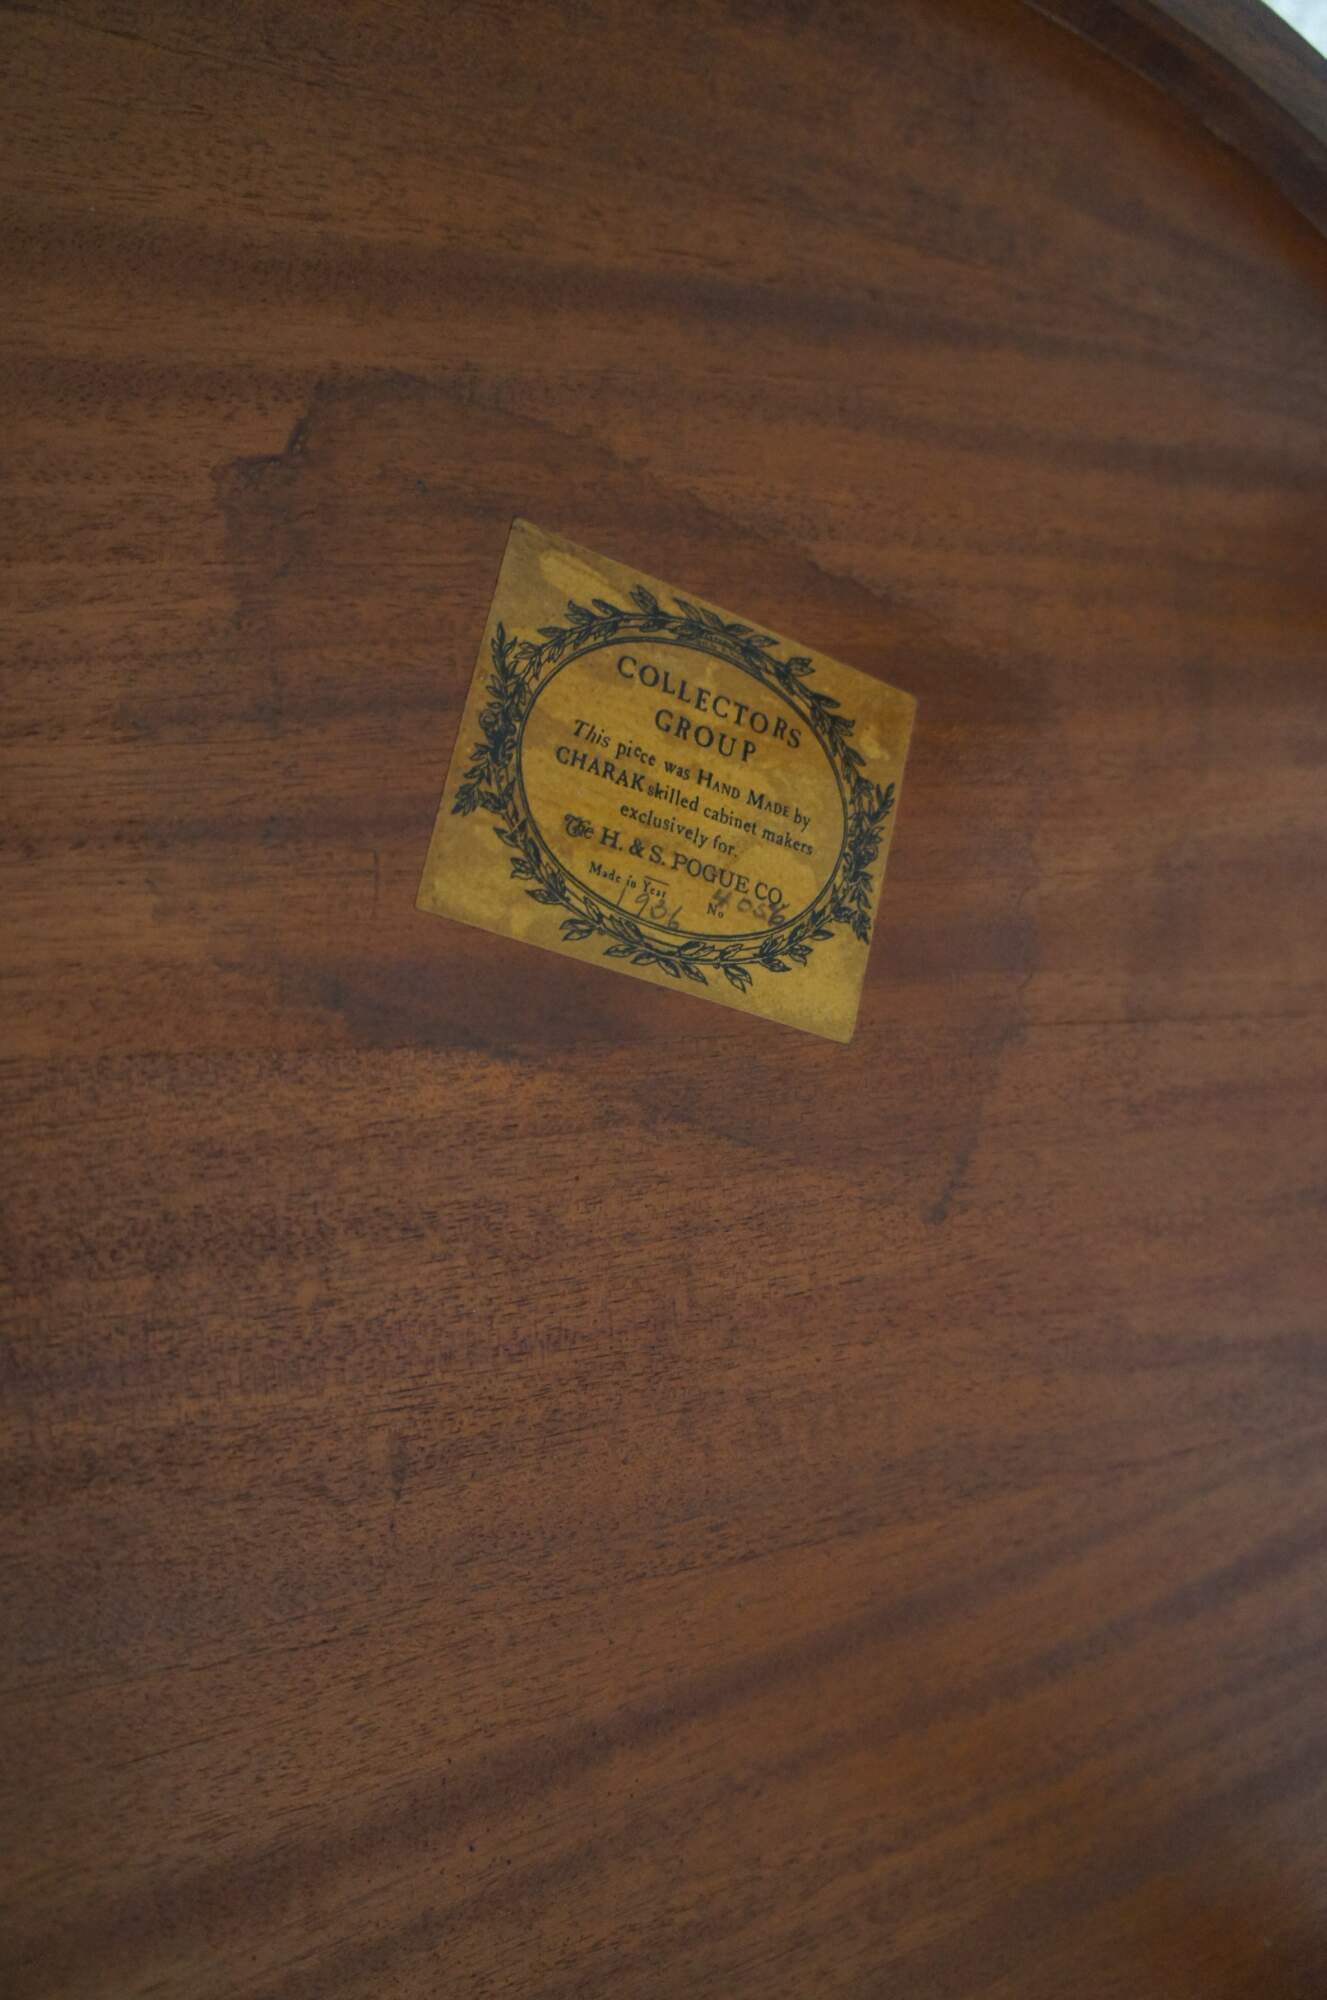 COLLECTORS
GROUP
This piece was HAND MADE by
CHARAK skilled cabinet makers
exclusively for.
The H. & S. POGUE CO.
Made in Year No
1936 4056